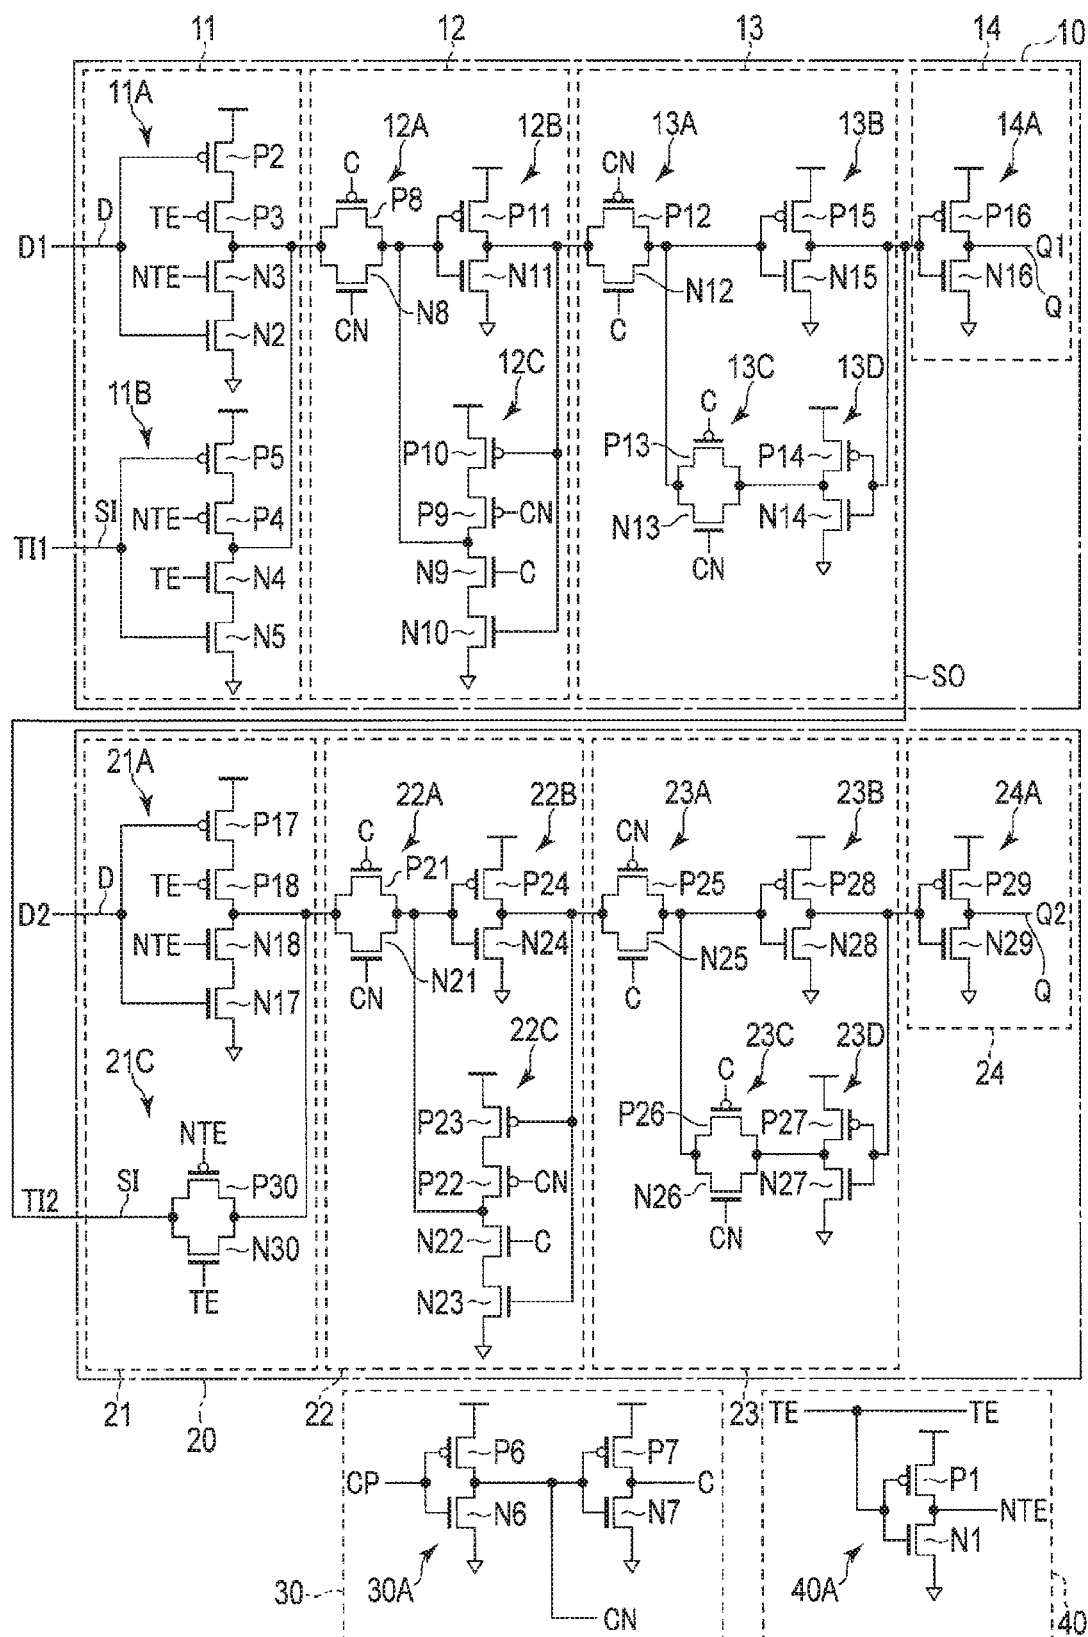 11
12
13
14
10
11A
P2
TE
P3
D
D1
NTE
N3
N2
11B
P5
SI
NTE
P4
TI1
TE
N4
N5
12A
12B
C
P8
P11
N11
N8
CN
12C
P10
P9
CN
N9
C
N10
13A
13B
CN
P12
P15
N12
N15
C
13C
13D
C
P13
P14
N13
N14
CN
14A
P16
Q1
N16
Q
SO
21A
P17
D
TE
P18
D2
NTE
N18
N17
21C
NTE
SI
P30
TI2
N30
TE
22A
22B
C
P21
P24
N24
N21
CN
22C
P23
P22
CN
N22
C
N23
23A
23B
CN
P25
P28
N25
N28
C
23C
23D
C
P26
P27
N26
N27
CN
24A
P29
Q2
N29
Q
24
21
20
22
23
CP
P6
P7
C
N6
N7
30
30A
CN
TE
TE
P1
NTE
N1
40A
40